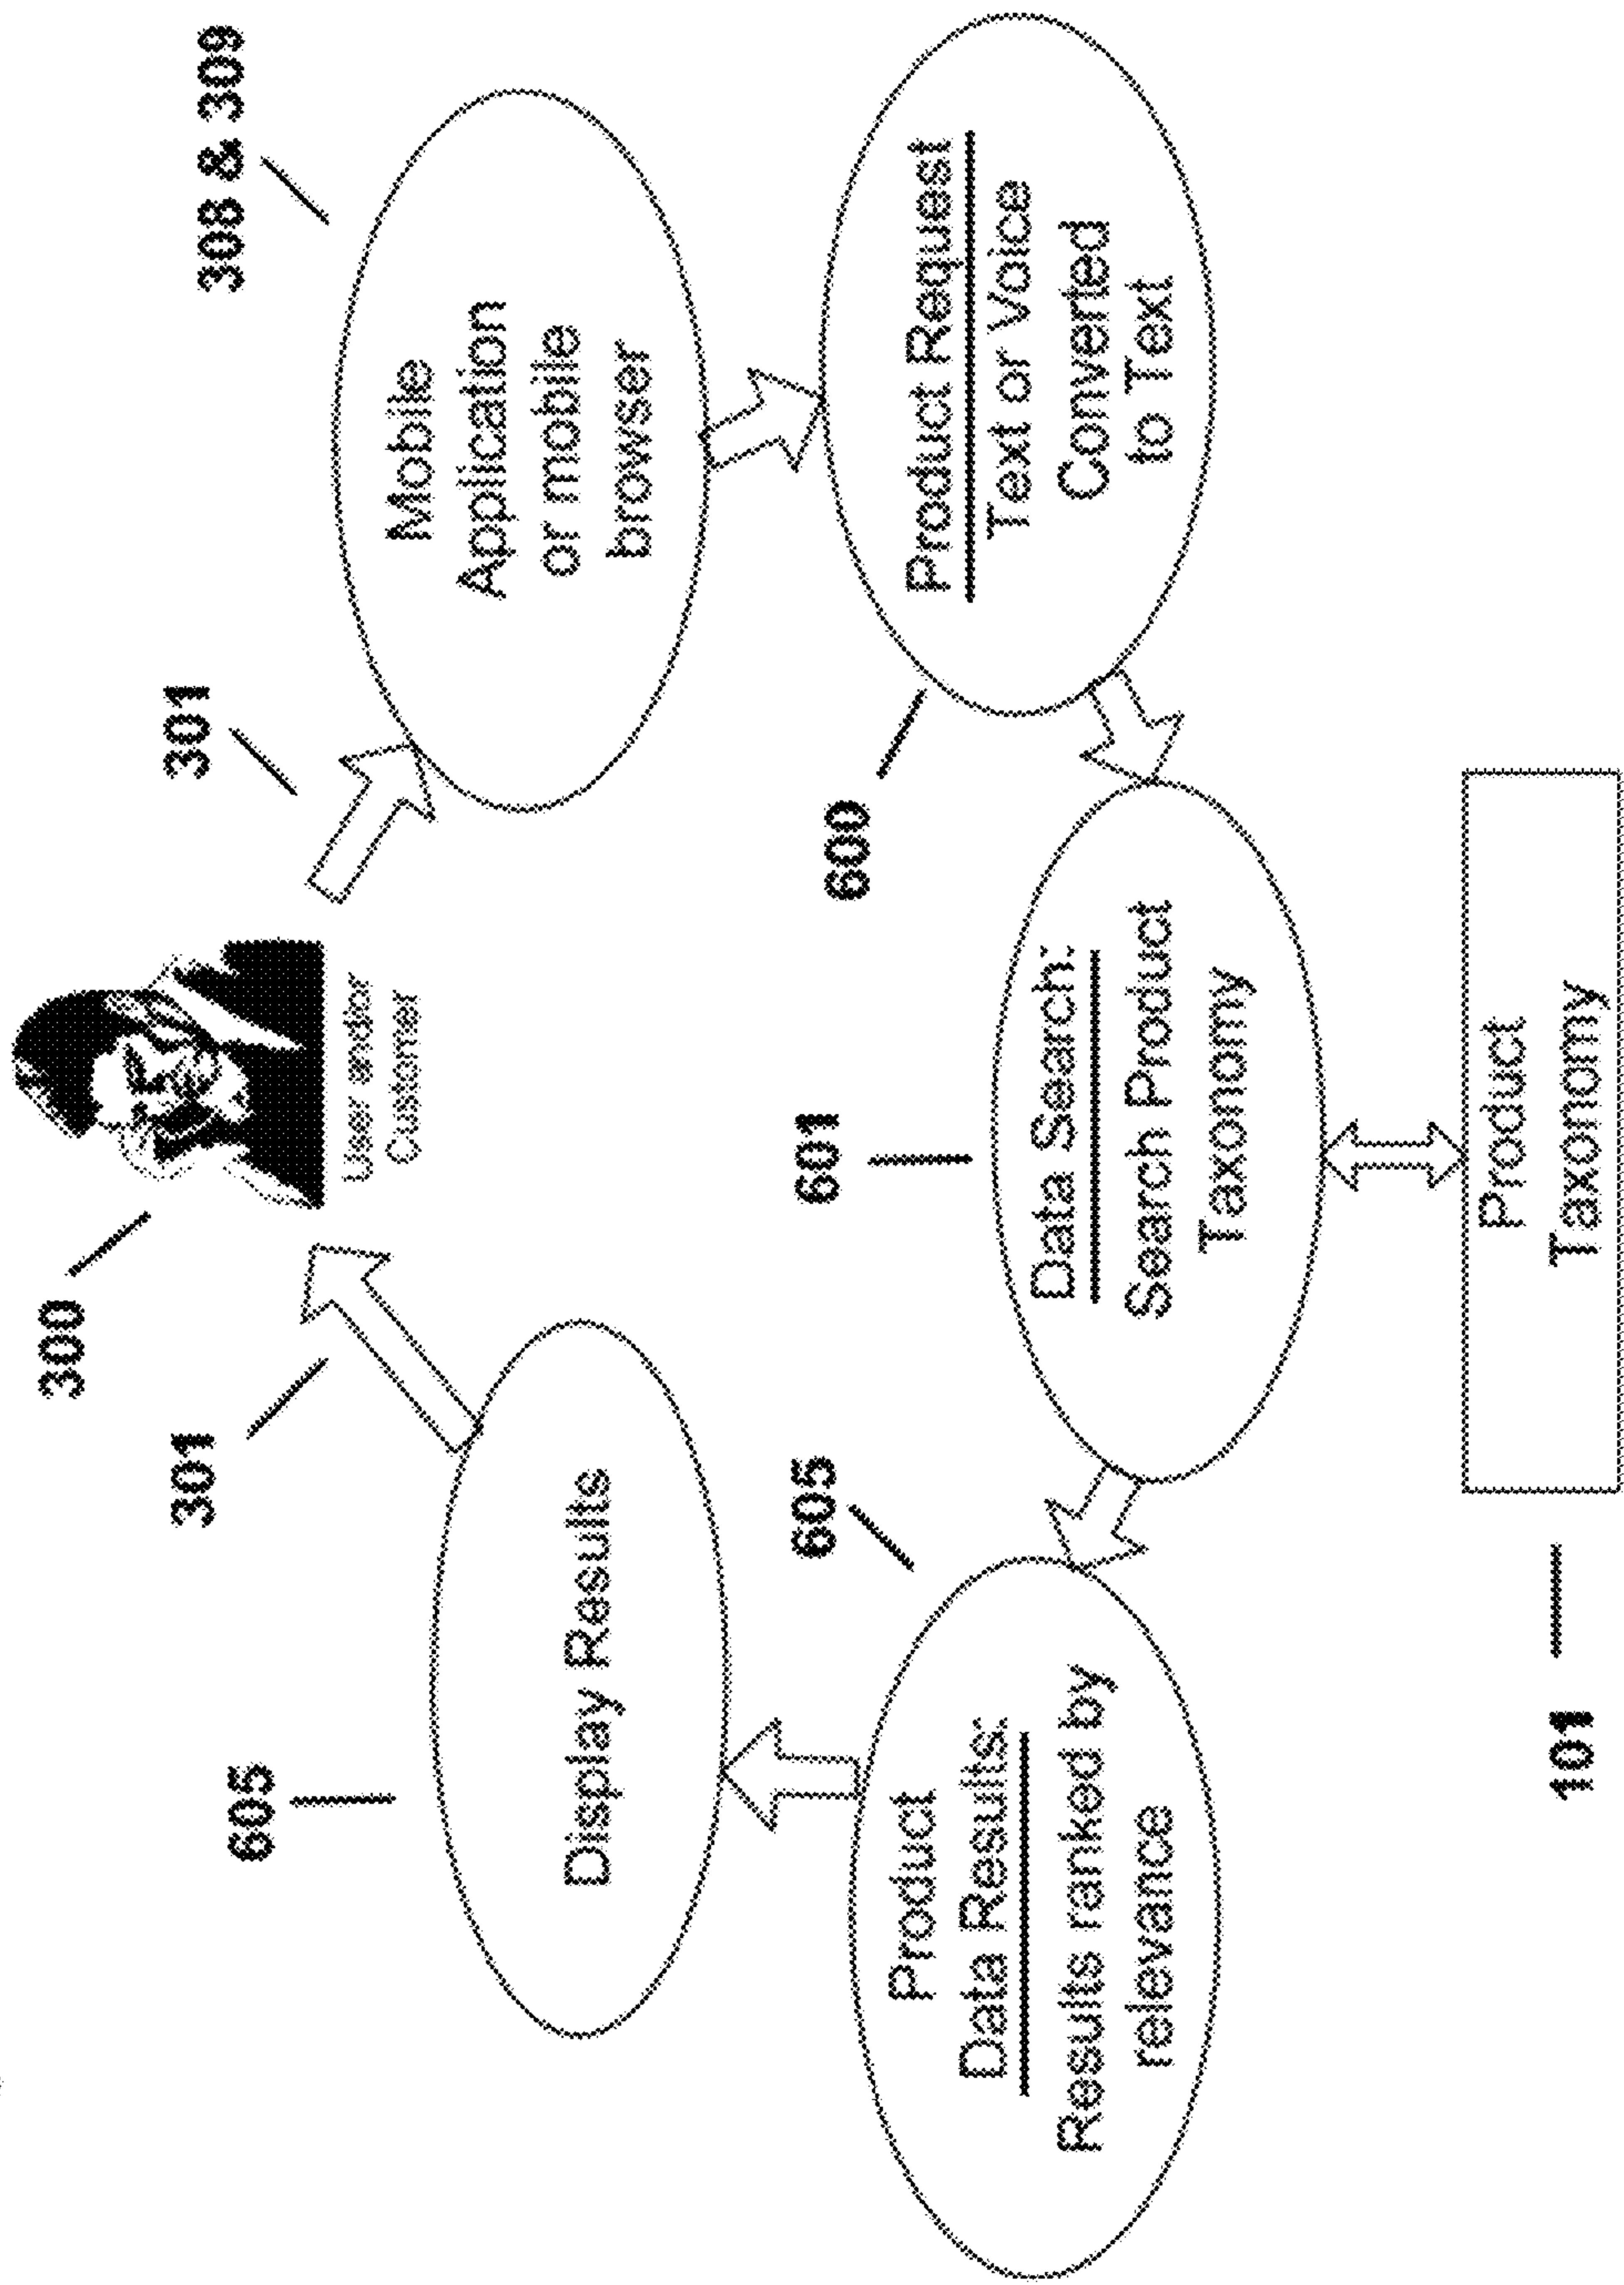 300
User and/or
Customer
301
308 & 309
Mobile
Application
or mobile
browser
600
Product Request
Text or Voice
Converted
to Text
601
Data Search:
Search Product
Taxonomy
101
Product
Taxonomy
605
Product
Data Results:
Results ranked by
relevance
605
Display Results
301